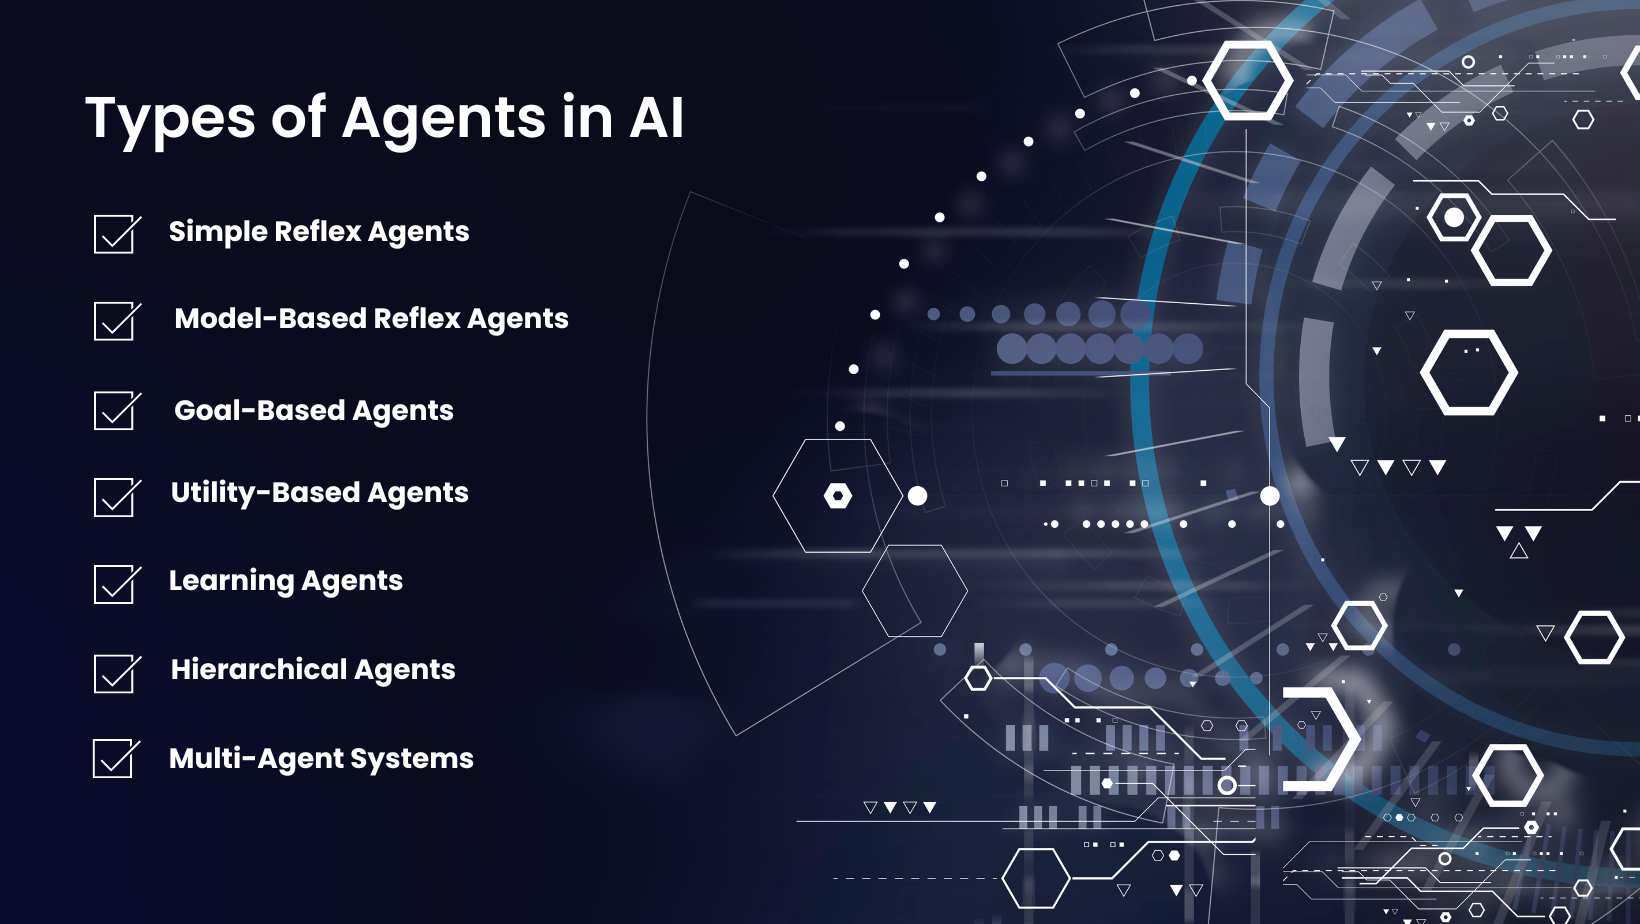 Types of Agents in AI
Simple Reflex Agents
Model-Based Reflex Agents
Goal-Based Agents
Utility-Based Agents
Learning Agents
Hierarchical Agents
Multi-Agent Systems